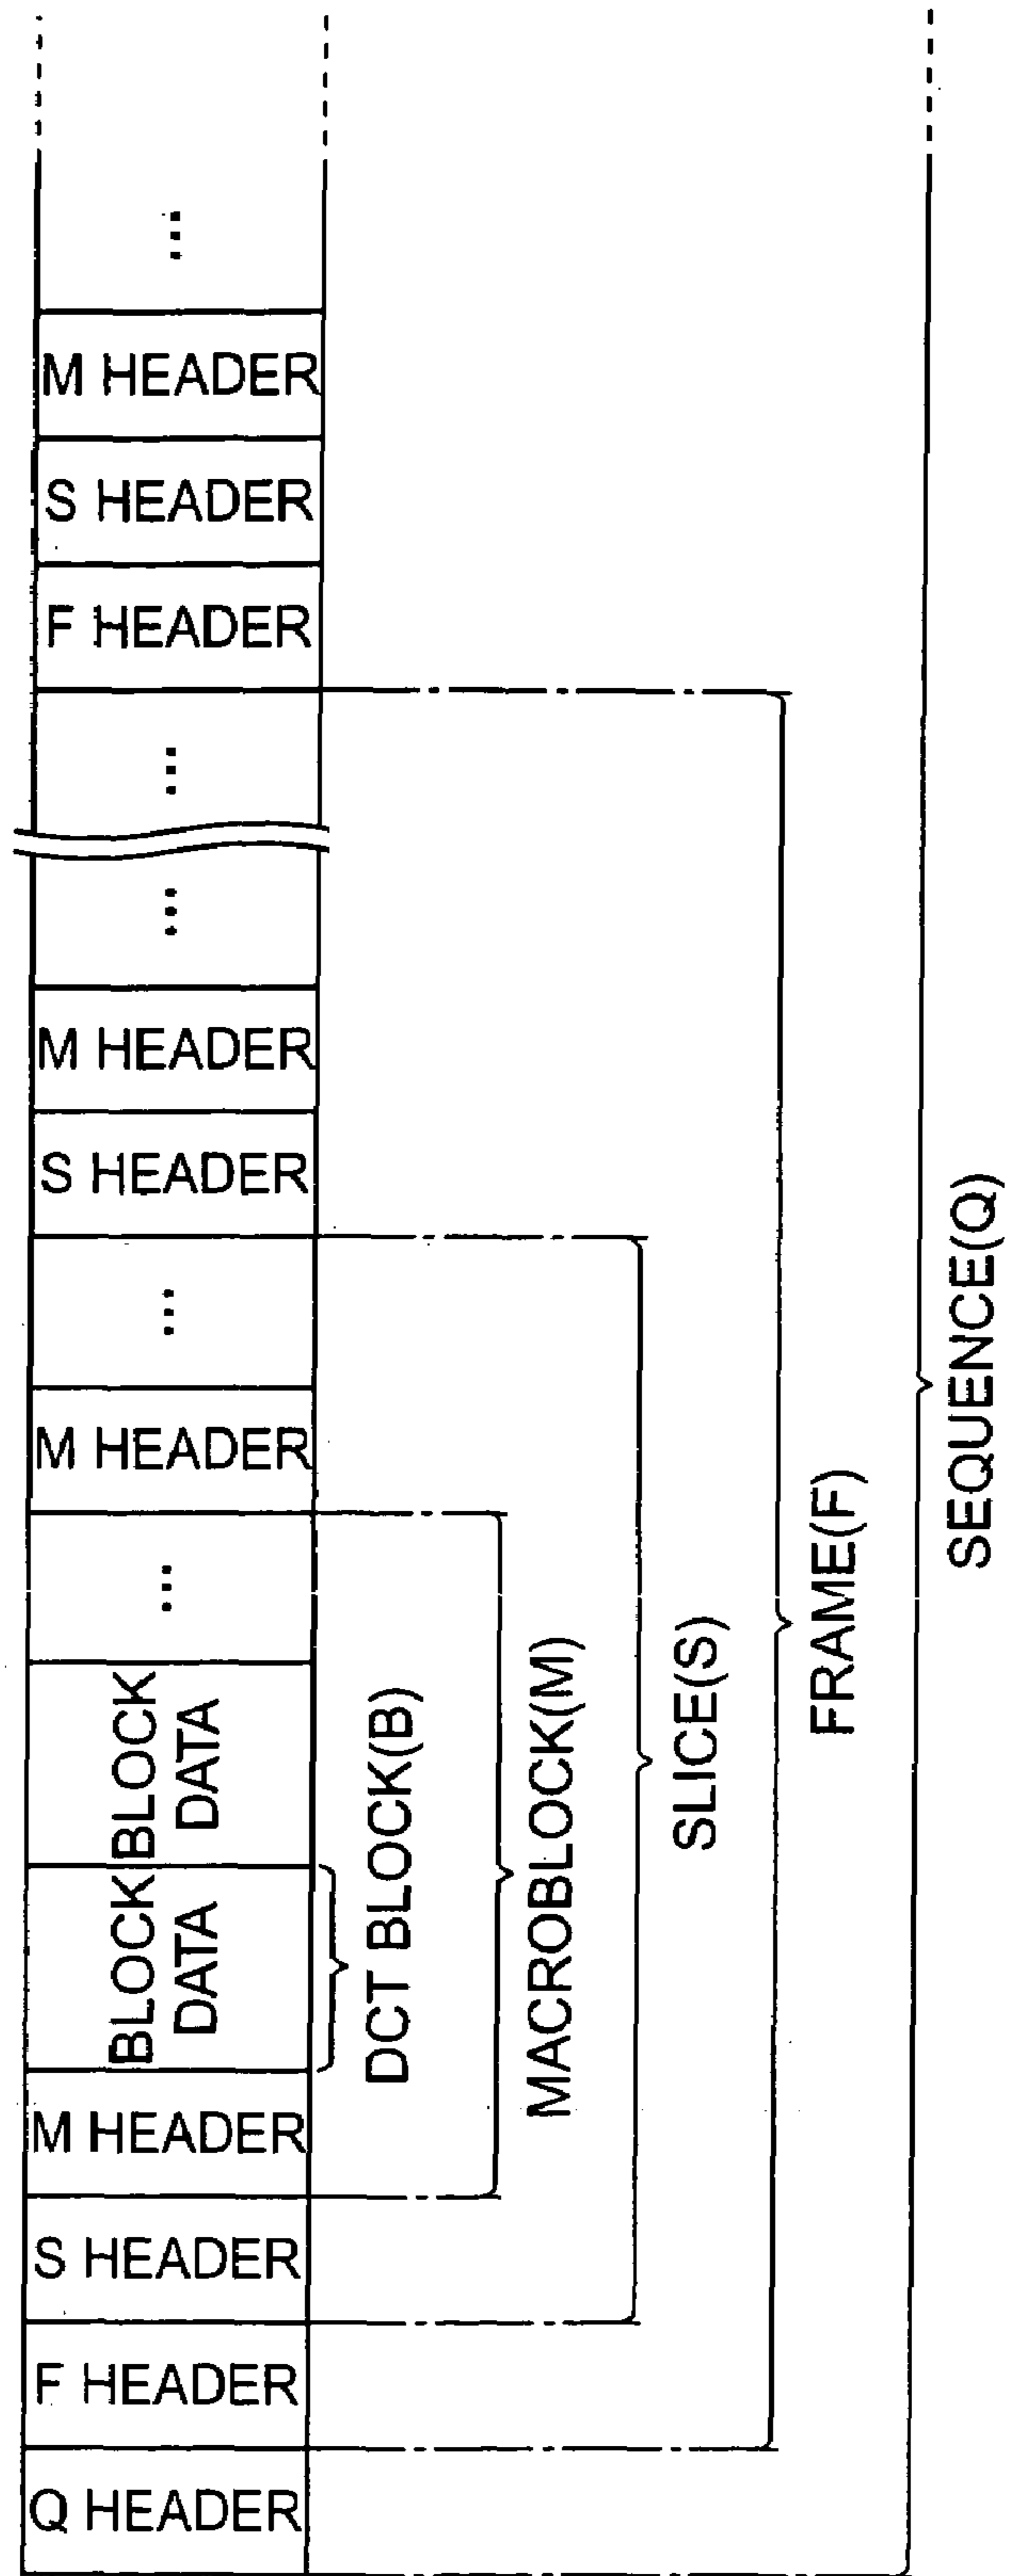 ...
M HEADER
S HEADER
F HEADER
...
...
M HEADER
S HEADER
...
M HEADER
...
BLOCK
DATA
BLOCK
DATA
M HEADER
S HEADER
F HEADER
Q HEADER
DCT BLOCK(B)
MACROBLOCK(M)
SLICE(S)
FRAME(F)
SEQUENCE(Q)